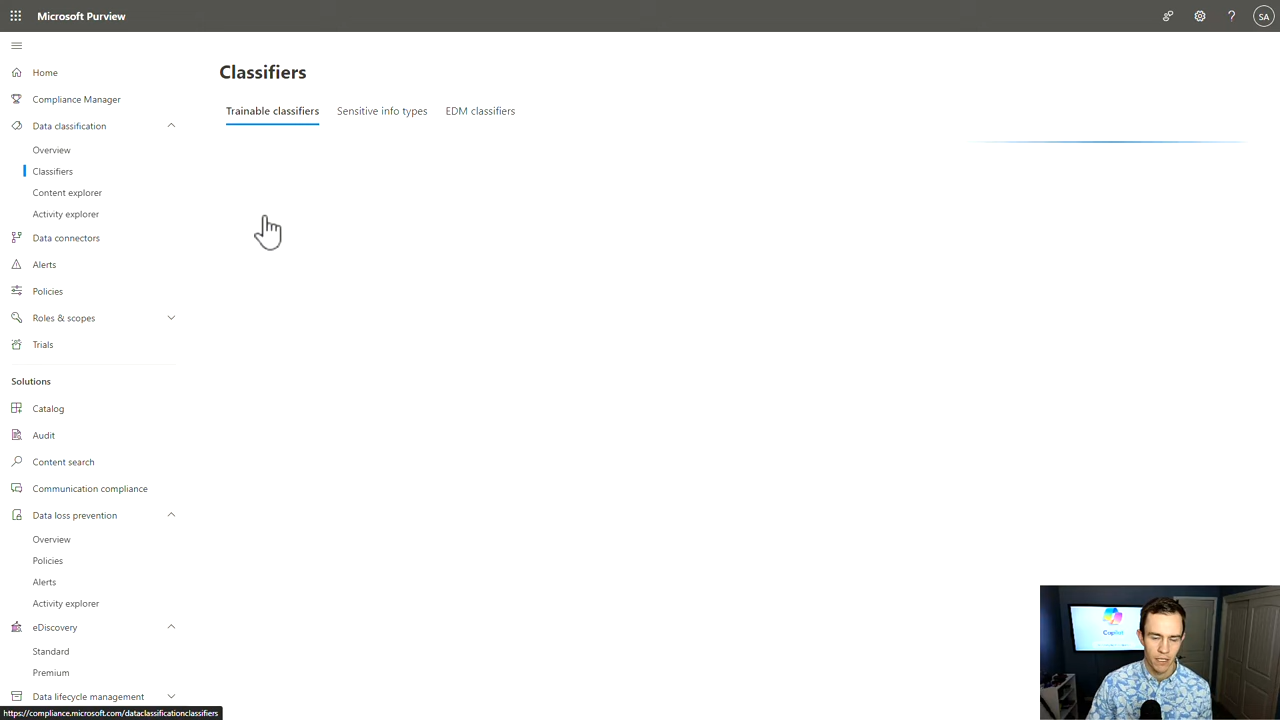 Microsoft Purview
SA
Home
Compliance Manager
Data classification
Overview
Classifiers
Content explorer
Activity explorer
Data connectors
Alerts
Policies
Roles & scopes
Trials
Solutions
Catalog
Audit
Content search
Communication compliance
Data loss prevention
Overview
Policies
Alerts
Activity explorer
eDiscovery
Standard
Premium
Data lifecycle management
https://compliance.microsoft.com/dataclassificationclassifiers
Classifiers
Trainable classifiers Sensitive info types EDM classifiers
Copilot